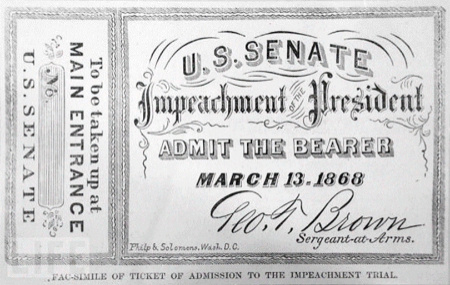 To be taken up at
MAIN ENTRANCE
No.
U.S. SENATE
U.S. SENATE
Impeachment OF THE President
ADMIT THE BEARER
MARCH 13. 1868
Geo. T. Brown
Sergeant-at-Arms.
Philp & Solomons, Wash. D.C.
FAC-SIMILE OF TICKET OF ADMISSION TO THE IMPEACHMENT TRIAL.
LIFE